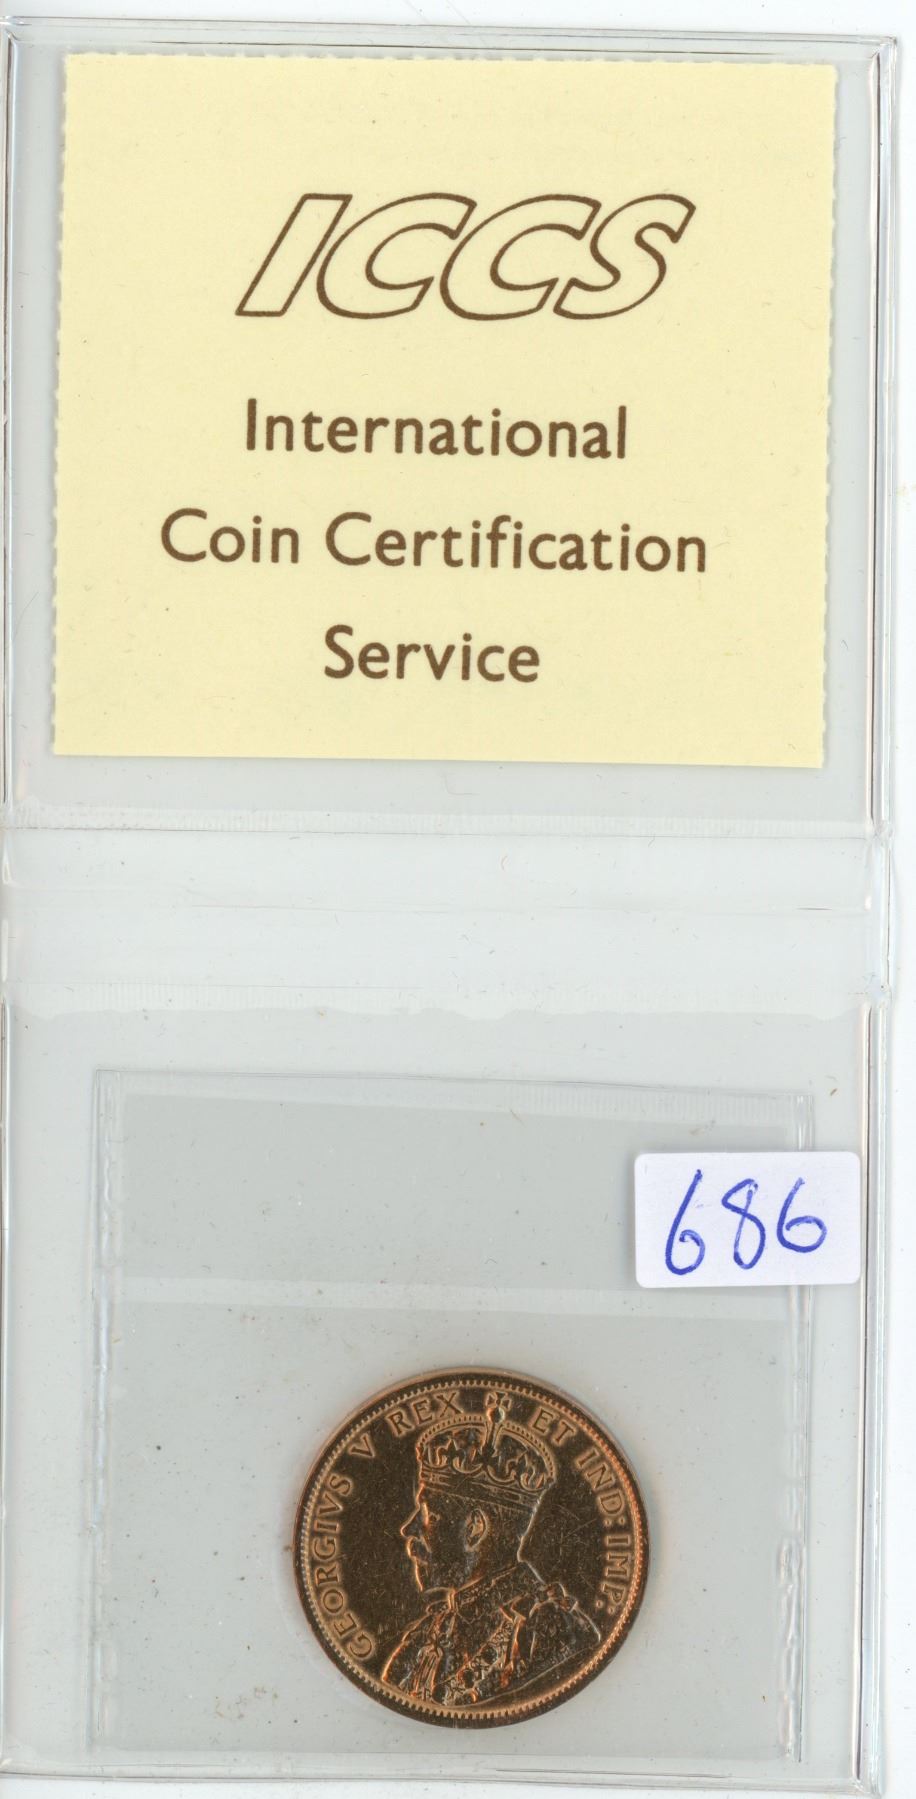 ICCS
International
Coin Certification
Service
686
GEORGIVS V REX ET IND: IMP: